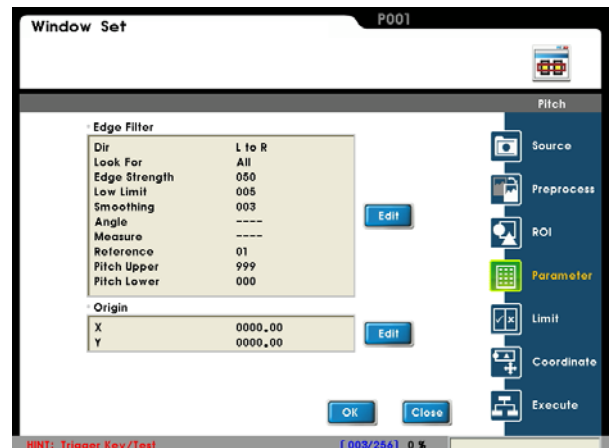 Window Set
P001
Pitch
Edge Filter
Dir L to R
Look For All
Edge Strength 050
Low Limit 005
Smoothing 003
Angle ----
Measure ----
Reference 01
Pitch Upper 999
Pitch Lower 000
Edit
Origin
X 0000.00
Y 0000.00
Edit
OK
Close
Source
Preprocess
ROI
Parameter
Limit
Coordinate
Execute
HINT: Trigger Key/Test
[003/256] 0 %